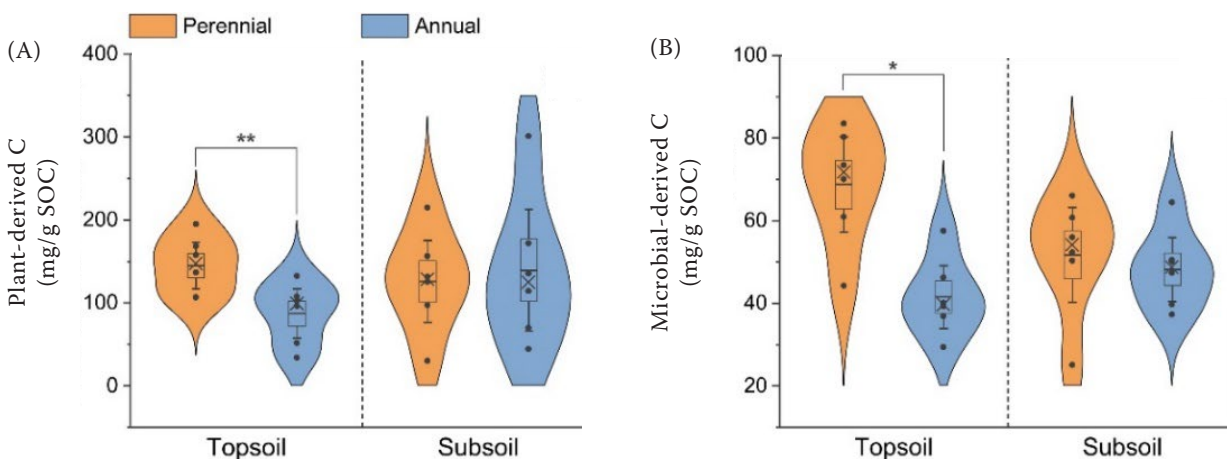 Perennial
Annual
(A)
Plant-derived C
(mg/g SOC)
400
300
200
100
0
**
Topsoil
Subsoil
(B)
Microbial-derived C
(mg/g SOC)
100
80
60
40
20
*
Topsoil
Subsoil